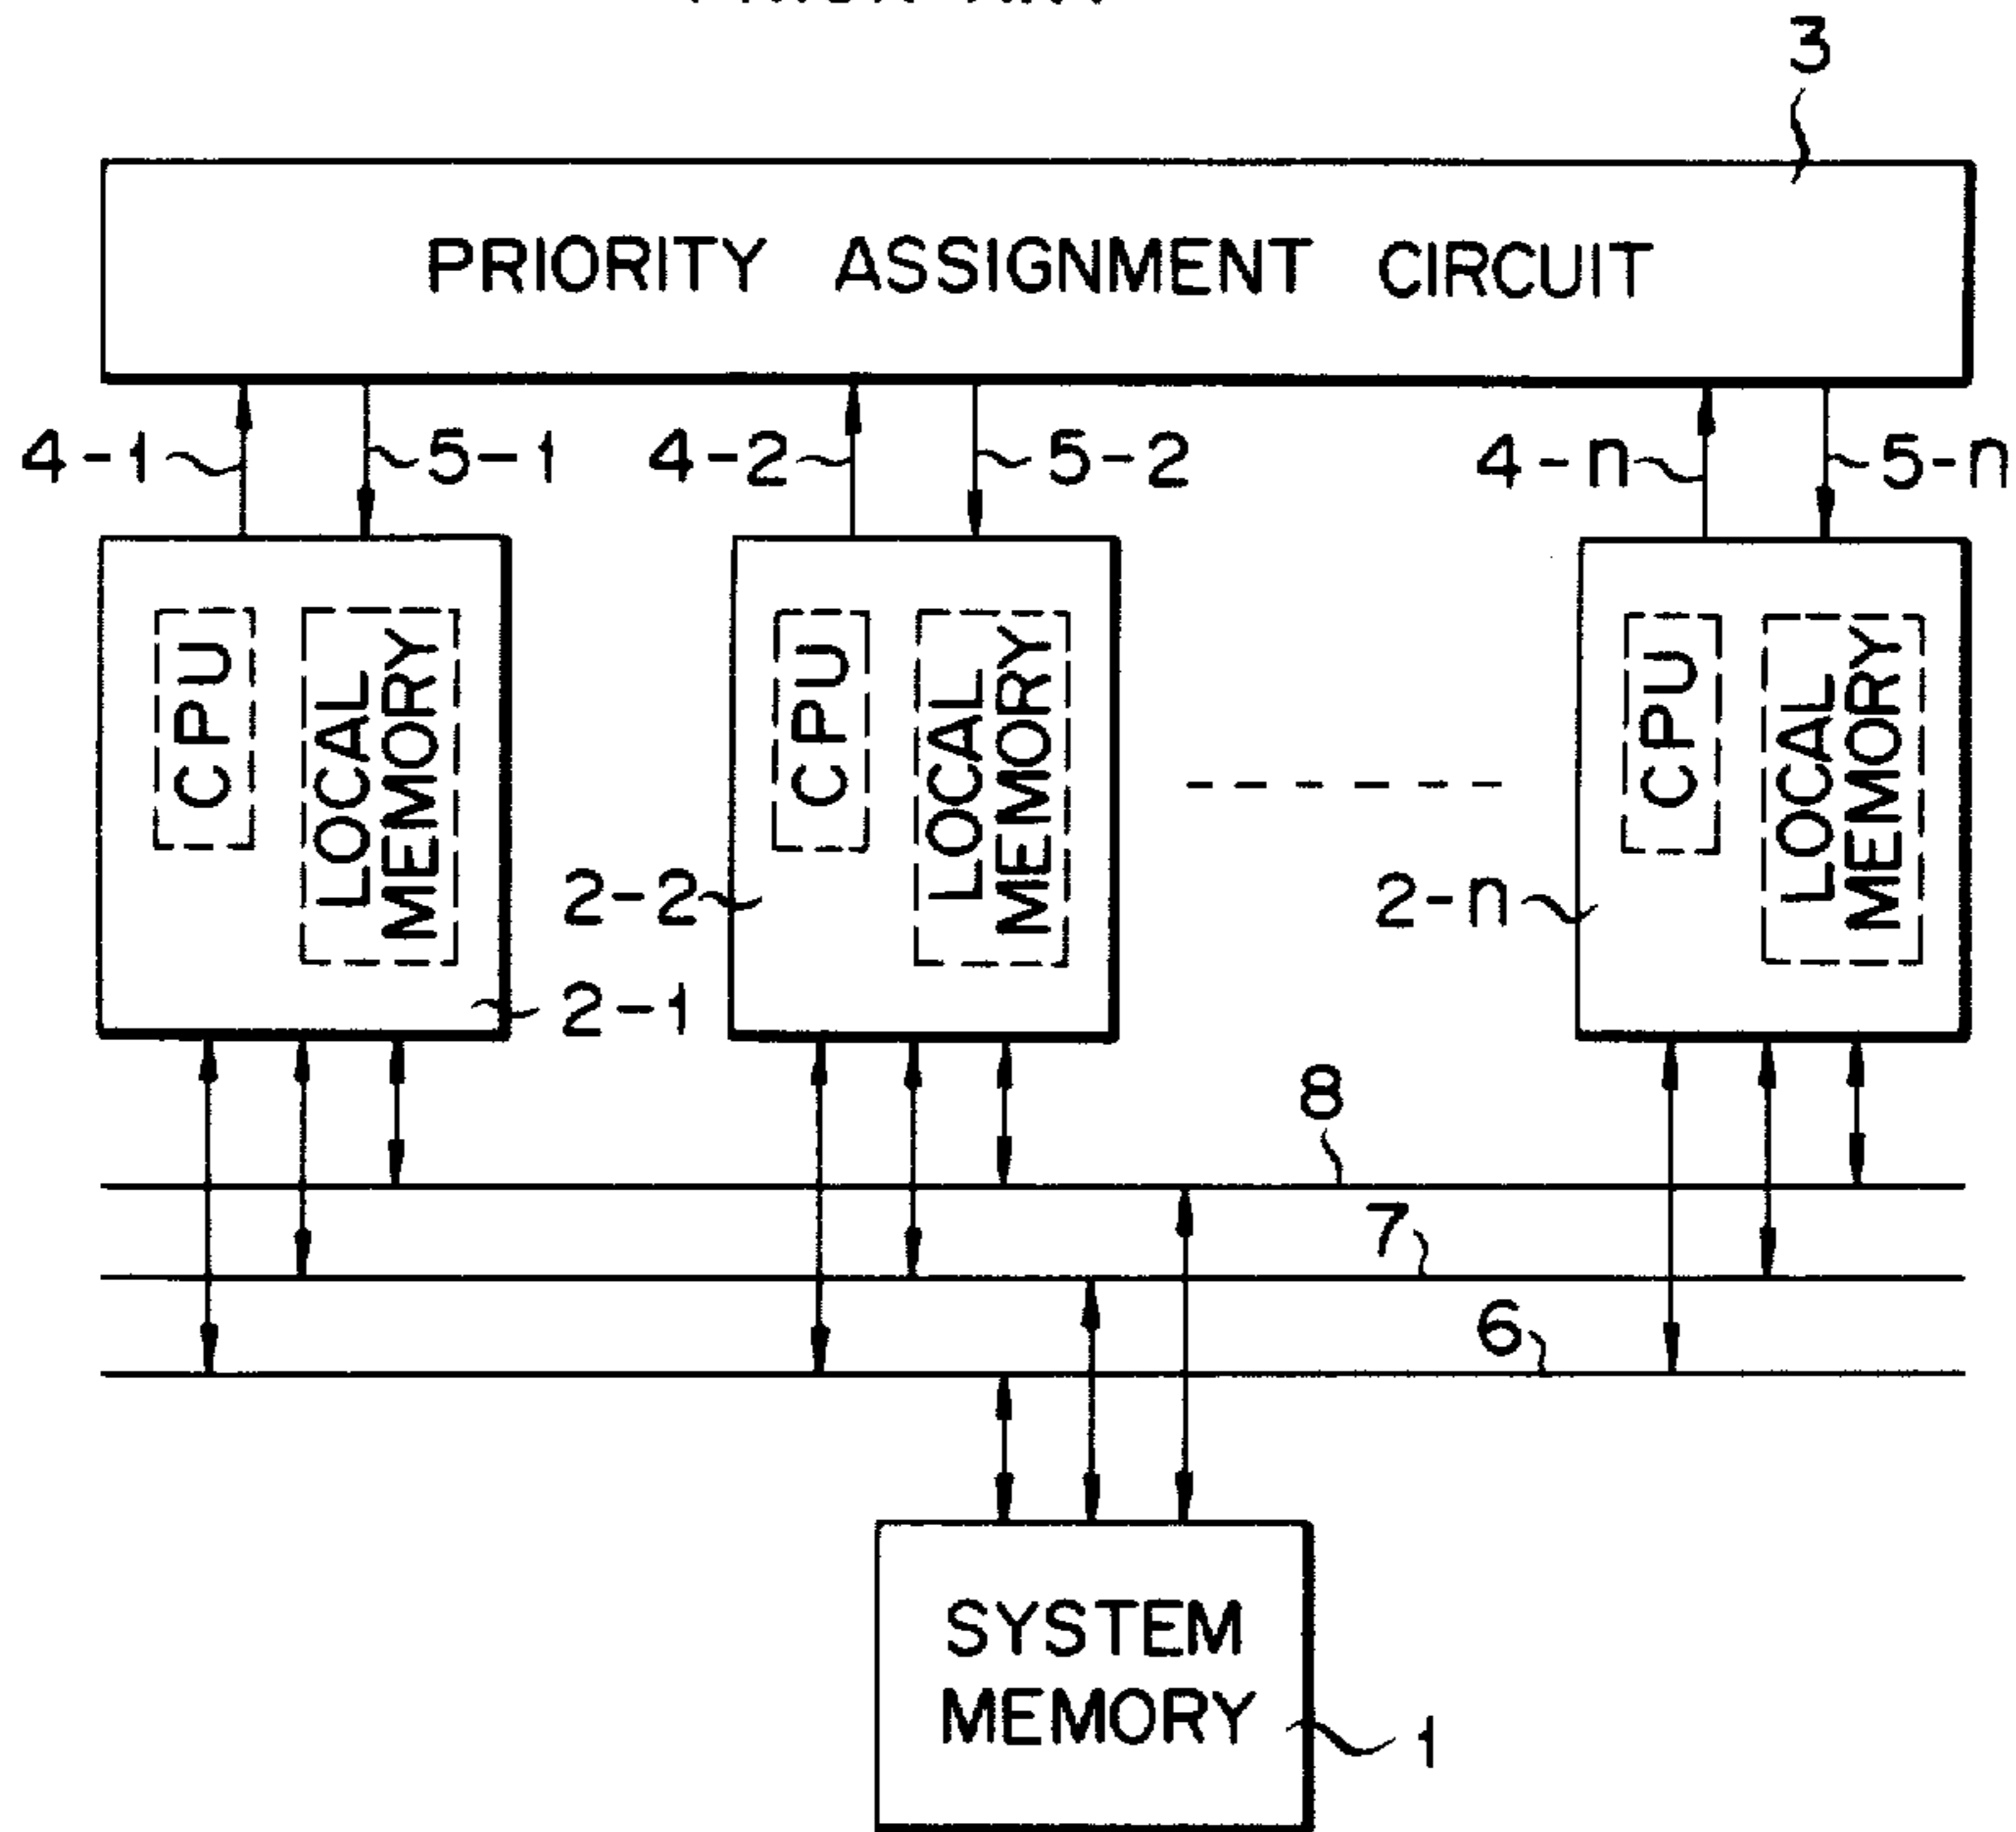 3
PRIORITY ASSIGNMENT CIRCUIT
4-1
5-1
4-2
5-2
4-n
5-n
CPU
LOCAL
MEMORY
CPU
LOCAL
MEMORY
CPU
LOCAL
MEMORY
2-2
2-n
2-1
8
7
6
SYSTEM
MEMORY
1